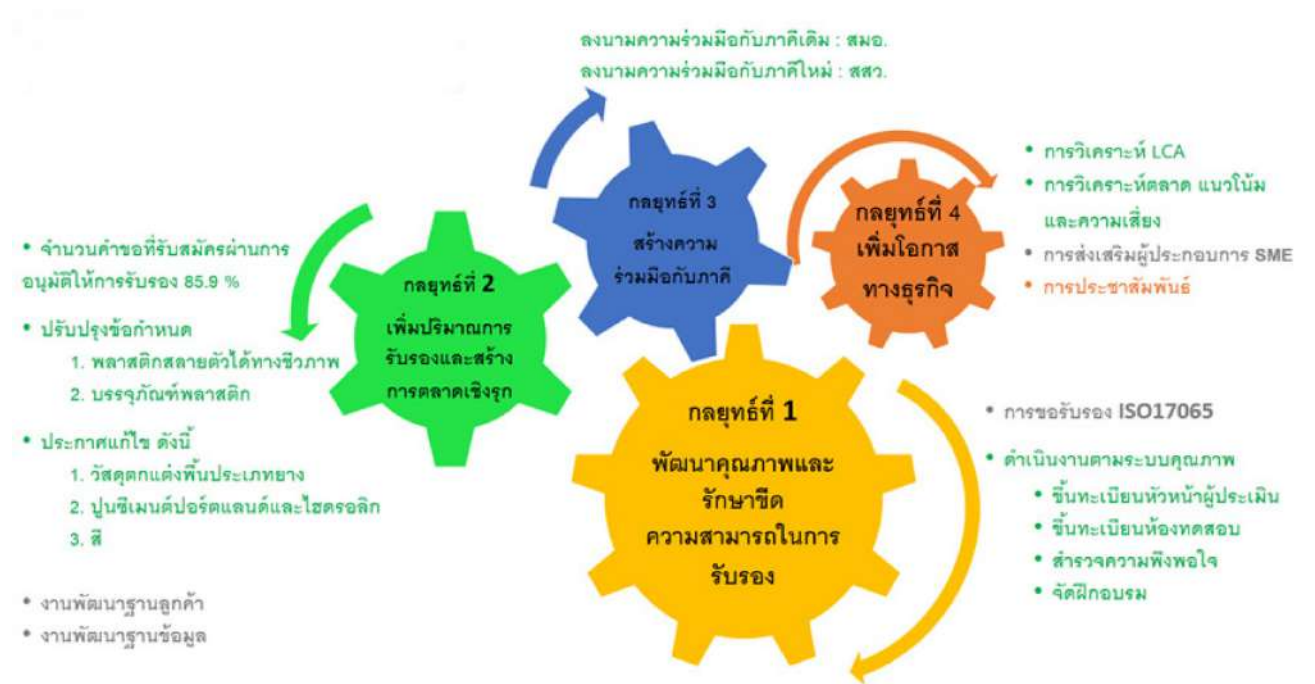 ลงนามความร่วมมือกับภาคีเดิม : สมอ.
ลงนามความร่วมมือกับภาคีใหม่ : สสว.
กลยุทธ์ที่ 3
สร้างความ
ร่วมมือกับภาคี
กลยุทธ์ที่ 4
เพิ่มโอกาส
ทางธุรกิจ
• การวิเคราะห์ LCA
• การวิเคราะห์ตลาด แนวโน้ม
และความเสี่ยง
• การส่งเสริมผู้ประกอบการ SME
• การประชาสัมพันธ์
• จำนวนคำขอที่รับสมัครผ่านการ
อนุมัติให้การรับรอง 85.9 %
• ปรับปรุงข้อกำหนด
1. พลาสติกสลายตัวได้ทางชีวภาพ
2. บรรจุภัณฑ์พลาสติก
• ประกาศแก้ไข ดังนี้
1. วัสดุตกแต่งพื้นประเภทยาง
2. ปูนซีเมนต์ปอร์ตแลนด์และไฮดรอลิก
3. สี
• งานพัฒนาฐานลูกค้า
• งานพัฒนาฐานข้อมูล
กลยุทธ์ที่ 2
เพิ่มปริมาณการ
รับรองและสร้าง
การตลาดเชิงรุก
กลยุทธ์ที่ 1
พัฒนาคุณภาพและ
รักษาขีด
ความสามารถในการ
รับรอง
• การขอรับรอง ISO17065
• ดำเนินงานตามระบบคุณภาพ
• ขึ้นทะเบียนหัวหน้าผู้ประเมิน
• ขึ้นทะเบียนห้องทดสอบ
• สำรวจความพึงพอใจ
• จัดฝึกอบรม